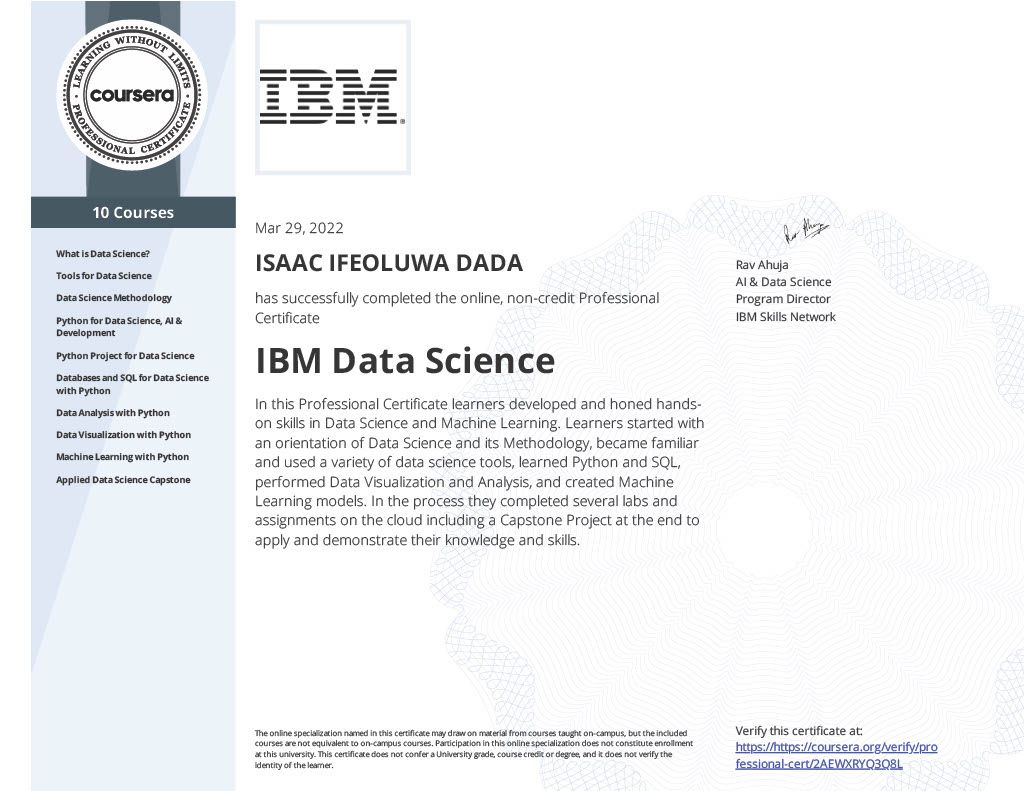 LEARNING WITHOUT LIMITS
coursera
PROFESSIONAL CERTIFICATE
IBM®
10 Courses
What is Data Science?
Tools for Data Science
Data Science Methodology
Python for Data Science, AI &
Development
Python Project for Data Science
Databases and SQL for Data Science
with Python
Data Analysis with Python
Data Visualization with Python
Machine Learning with Python
Applied Data Science Capstone
Mar 29, 2022
ISAAC IFEOLUWA DADA
has successfully completed the online, non-credit Professional
Certificate
IBM Data Science
In this Professional Certificate learners developed and honed hands-
on skills in Data Science and Machine Learning. Learners started with
an orientation of Data Science and its Methodology, became familiar
and used a variety of data science tools, learned Python and SQL,
performed Data Visualization and Analysis, and created Machine
Learning models. In the process they completed several labs and
assignments on the cloud including a Capstone Project at the end to
apply and demonstrate their knowledge and skills.
Rav Ahuja
Rav Ahuja
AI & Data Science
Program Director
IBM Skills Network
The online specialization named in this certificate may draw on material from courses taught on-campus, but the included
courses are not equivalent to on-campus courses. Participation in this online specialization does not constitute enrollment
at this university. This certificate does not confer a University grade, course credit or degree, and it does not verify the
identity of the learner.
Verify this certificate at:
https://https://coursera.org/verify/pro
fessional-cert/2AEWXRYQ3Q8L